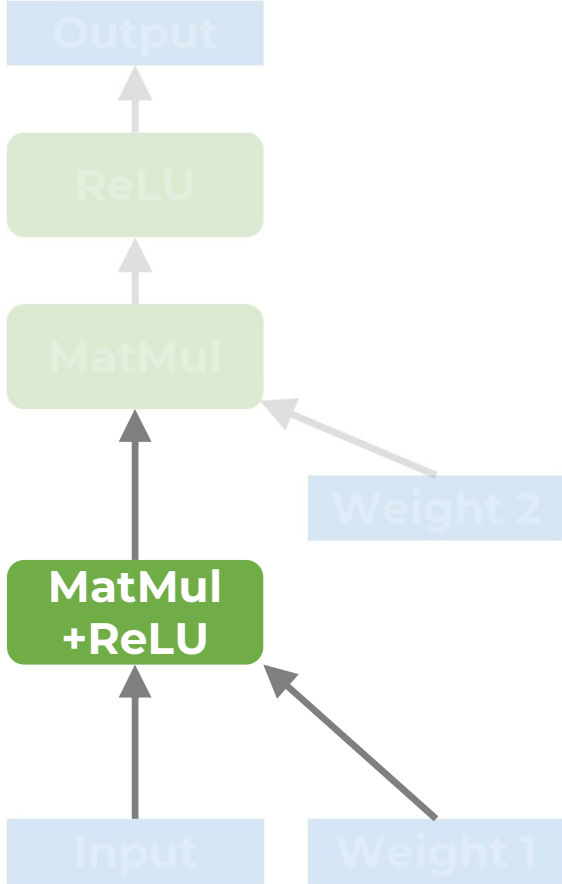 Output
ReLU
MatMul
Weight 2
MatMul
+ReLU
Input
Weight 1